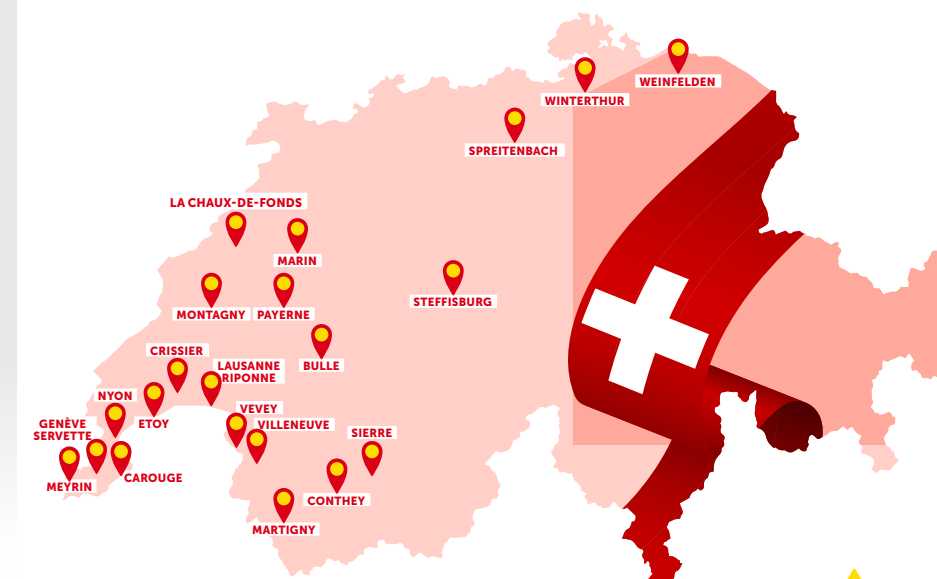 WEINFELDEN
WINTERTHUR
SPREITENBACH
LA CHAUX-DE-FONDS
MARIN
STEFFISBURG
MONTAGNY
PAYERNE
CRISSIER
BULLE
LAUSANNE
RIPONNE
NYON
ETOY
VEVEY
VILLENEUVE
GENÈVE
SERVETTE
SIERRE
CAROUGE
MEYRIN
CONTHEY
MARTIGNY